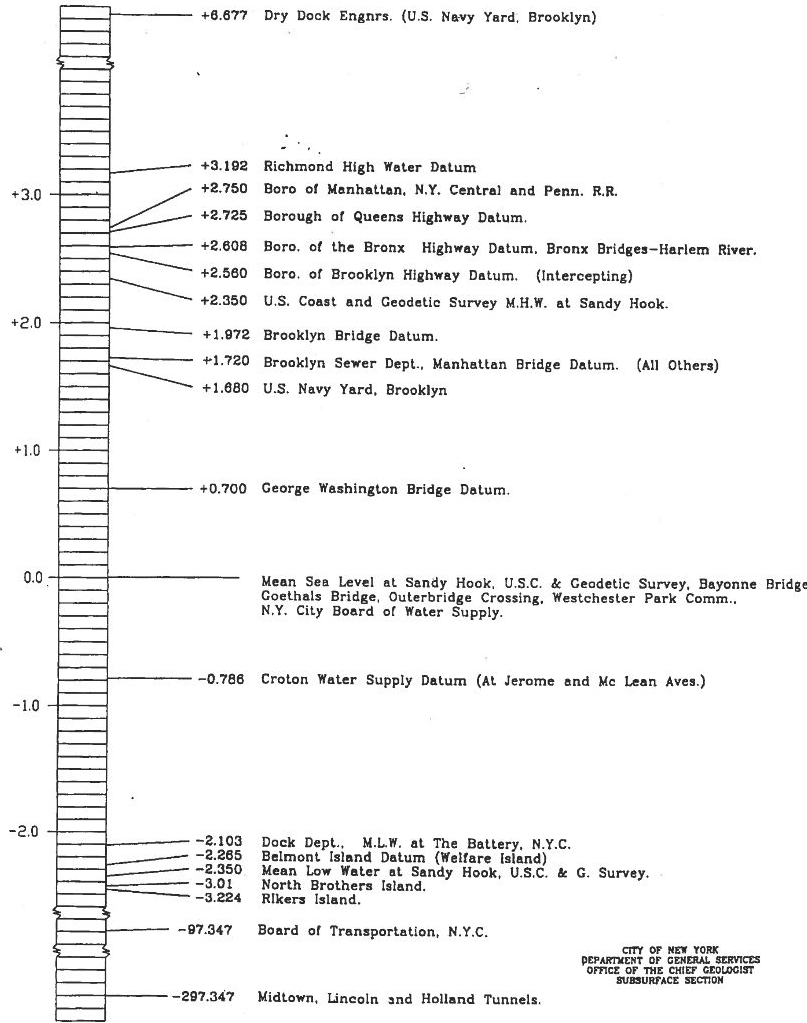 +6.677 Dry Dock Engnrs. (U.S. Navy Yard, Brooklyn)
+3.192 Richmond High Water Datum
+3.0
+2.750 Boro of Manhattan, N.Y. Central and Penn. R.R.
+2.725 Borough of Queens Highway Datum.
+2.608 Boro. of the Bronx Highway Datum, Bronx Bridges-Harlem River.
+2.560 Boro. of Brooklyn Highway Datum. (Intercepting)
+2.350 U.S. Coast and Geodetic Survey M.H.W. at Sandy Hook.
+2.0
+1.972 Brooklyn Bridge Datum.
+1.720 Brooklyn Sewer Dept., Manhattan Bridge Datum. (All Others)
+1.680 U.S. Navy Yard, Brooklyn
+1.0
+0.700 George Washington Bridge Datum.
0.0
Mean Sea Level at Sandy Hook, U.S.C. & Geodetic Survey, Bayonne Bridge
Goethals Bridge, Outerbridge Crossing, Westchester Park Comm.,
N.Y. City Board of Water Supply.
-0.786 Croton Water Supply Datum (At Jerome and Mc Lean Aves.)
-1.0
-2.0
-2.103 Dock Dept., M.L.W. at The Battery, N.Y.C.
-2.265 Belmont Island Datum (Welfare Island)
-2.350 Mean Low Water at Sandy Hook, U.S.C. & G. Survey.
-3.01 North Brothers Island.
-3.224 Rikers Island.
-97.347 Board of Transportation, N.Y.C.
CITY OF NEW YORK
DEPARTMENT OF GENERAL SERVICES
OFFICE OF THE CHIEF GEOLOGIST
SUBSURFACE SECTION
-297.347 Midtown, Lincoln and Holland Tunnels.